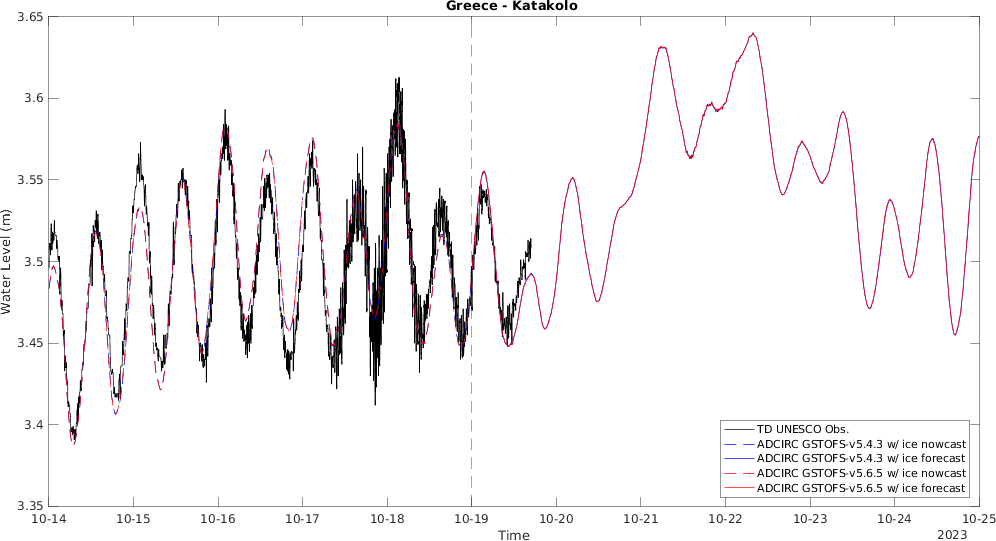 Greece - Katakolo
3.65
3.6
3.55
3.5
3.45
3.4
3.35
Water Level (m)
TD UNESCO Obs.
ADCIRC GSTOFS-v5.4.3 w/ ice nowcast
ADCIRC GSTOFS-v5.4.3 w/ ice forecast
ADCIRC GSTOFS-v5.6.5 w/ ice nowcast
ADCIRC GSTOFS-v5.6.5 w/ ice forecast
10-14 10-15 10-16 10-17 10-18 10-19 10-20 10-21 10-22 10-23 10-24 10-25
Time
2023